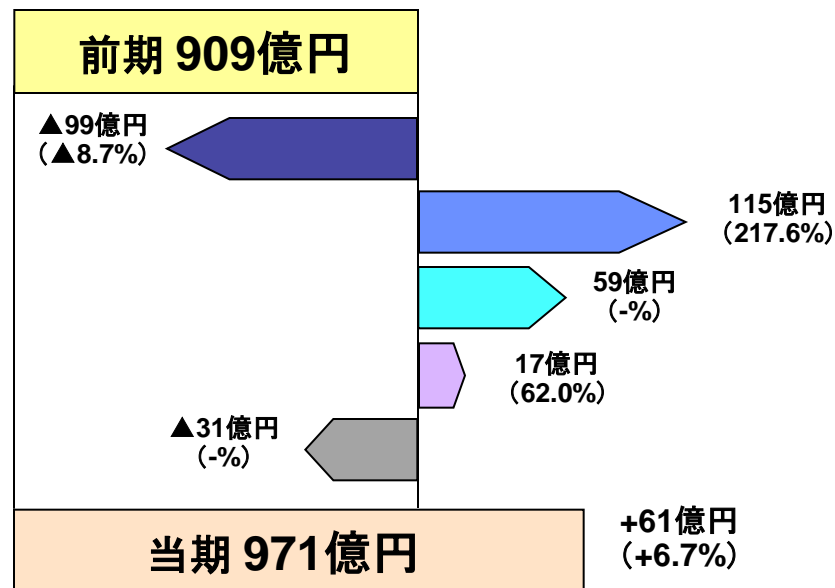 前期 909億円
▲99億円
（▲8.7%）
115億円
（217.6%）
59億円
（-%）
17億円
（62.0%）
▲31億円
（-%）
+61億円
（+6.7%）
当期 971億円